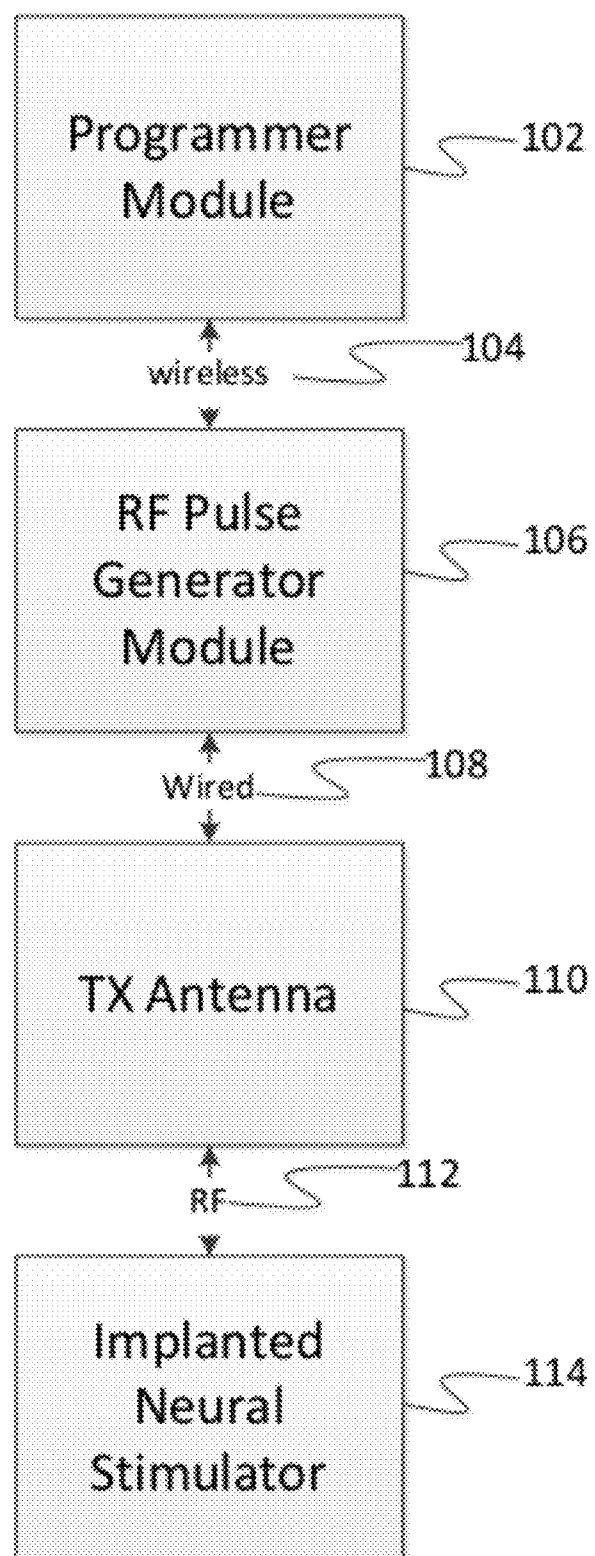 Programmer
Module
102
104
wireless
RF Pulse
Generator
Module
106
108
Wired
TX Antenna
110
112
RF
Implanted
Neural
Stimulator
114